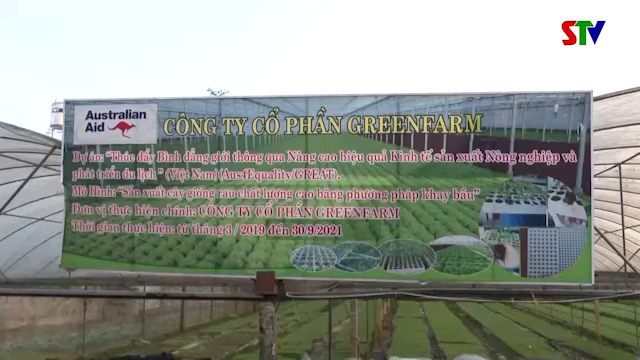 STV
Australian
Aid
CÔNG TY CỔ PHẦN GREENFARM
Dự án: "Thúc đẩy Bình đẳng giới thông qua Nâng cao hiệu quả Kinh tế sản xuất Nông nghiệp và
phát triển du lịch " (Việt Nam) (Aus4Equality/GREAT).
Mô Hình: "Sản xuất cây giống rau chất lượng cao bằng phương pháp khay bầu"
Đơn vị thực hiện chính: CÔNG TY CỔ PHẦN GREENFARM
Thời gian thực hiện: từ tháng 3 / 2019 đến 30/9/2021